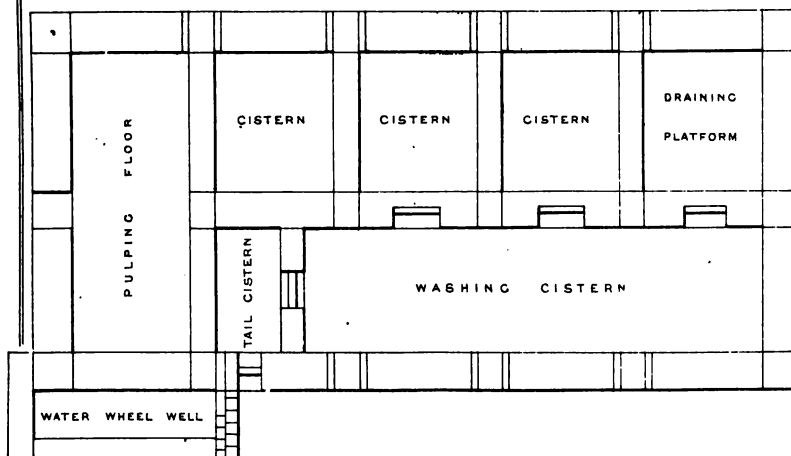 PULPING FLOOR
CISTERN
CISTERN
CISTERN
DRAINING
PLATFORM
TAIL CISTERN
WASHING CISTERN
WATER WHEEL WELL